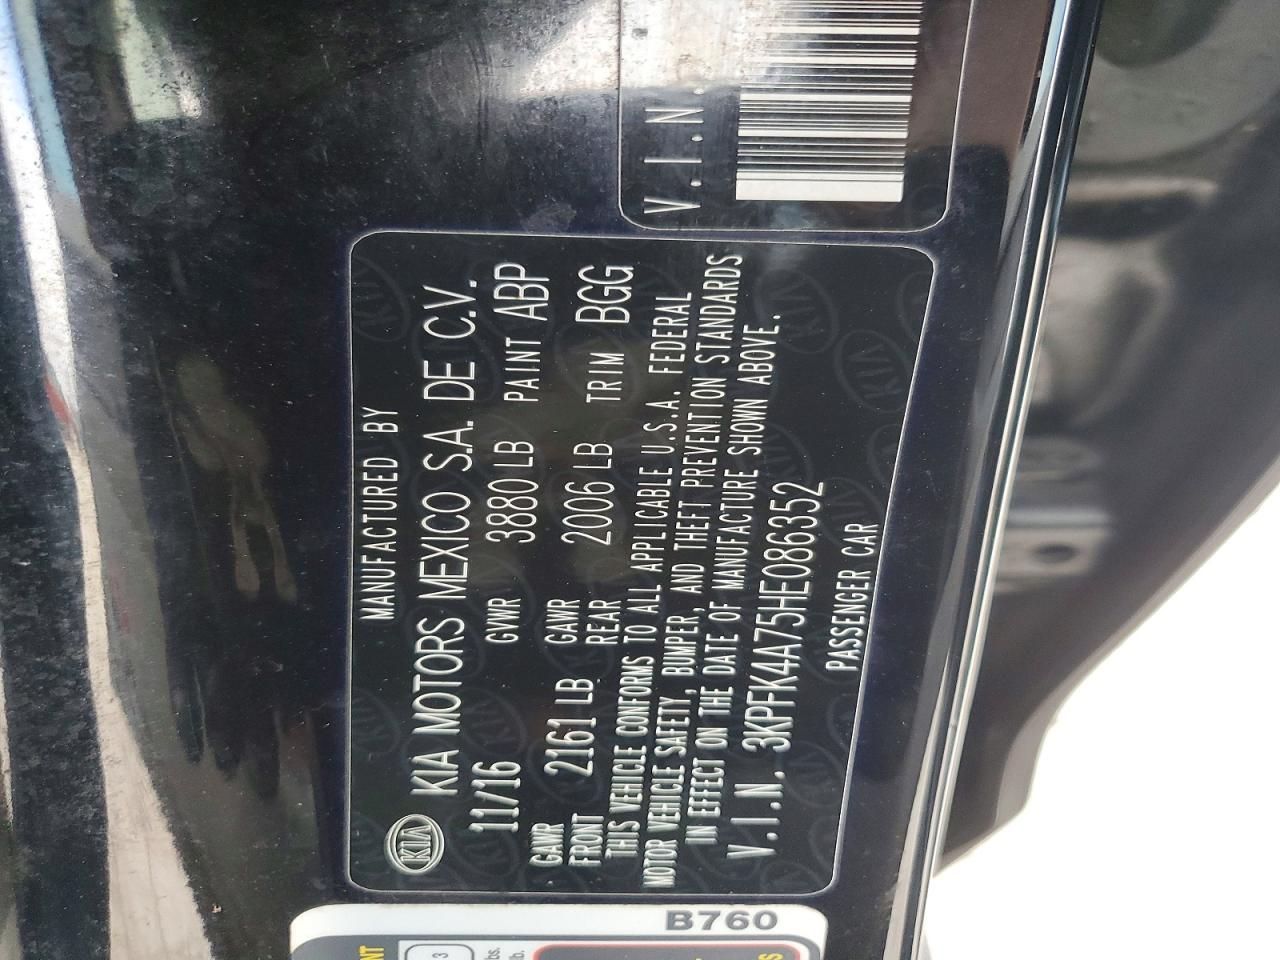 V.I.N.
MANUFACTURED BY
KIA KIA MOTORS MEXICO S.A. DE C.V.
11/16 GVWR 3880 LB PAINT ABP
GAWR FRONT 2161 LB GAWR REAR 2006 LB TRIM BGG
THIS VEHICLE CONFORMS TO ALL APPLICABLE U.S.A. FEDERAL
MOTOR VEHICLE SAFETY, BUMPER, AND THEFT PREVENTION STANDARDS
IN EFFECT ON THE DATE OF MANUFACTURE SHOWN ABOVE.
V.I.N. 3KPFK4A75HE086352
PASSENGER CAR
B760
3